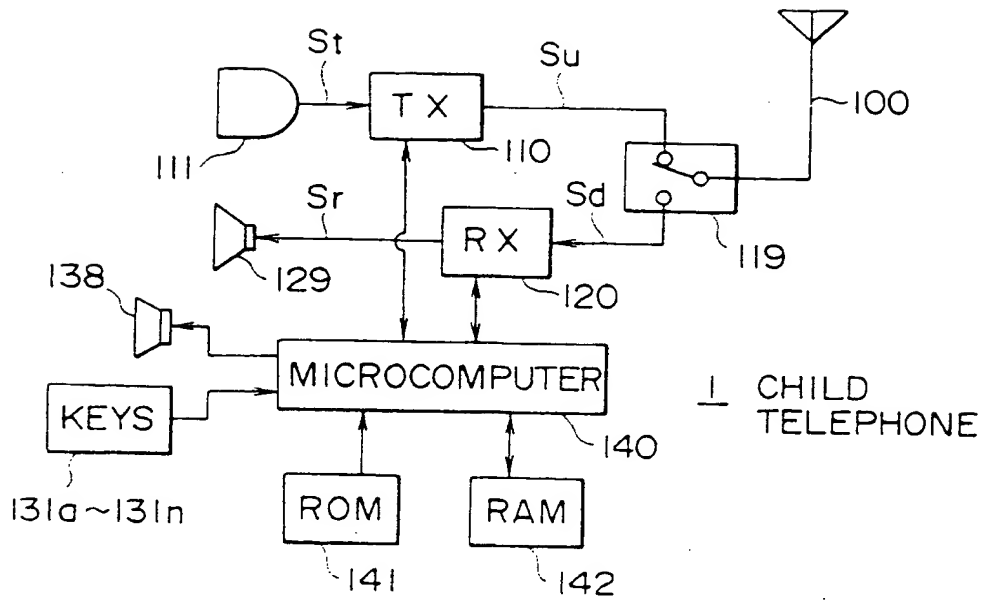 St
Su
TX
100
111
110
Sr
Sd
RX
119
129
120
138
MICROCOMPUTER
1 CHILD
TELEPHONE
KEYS
140
131a~131n
ROM
RAM
141
142